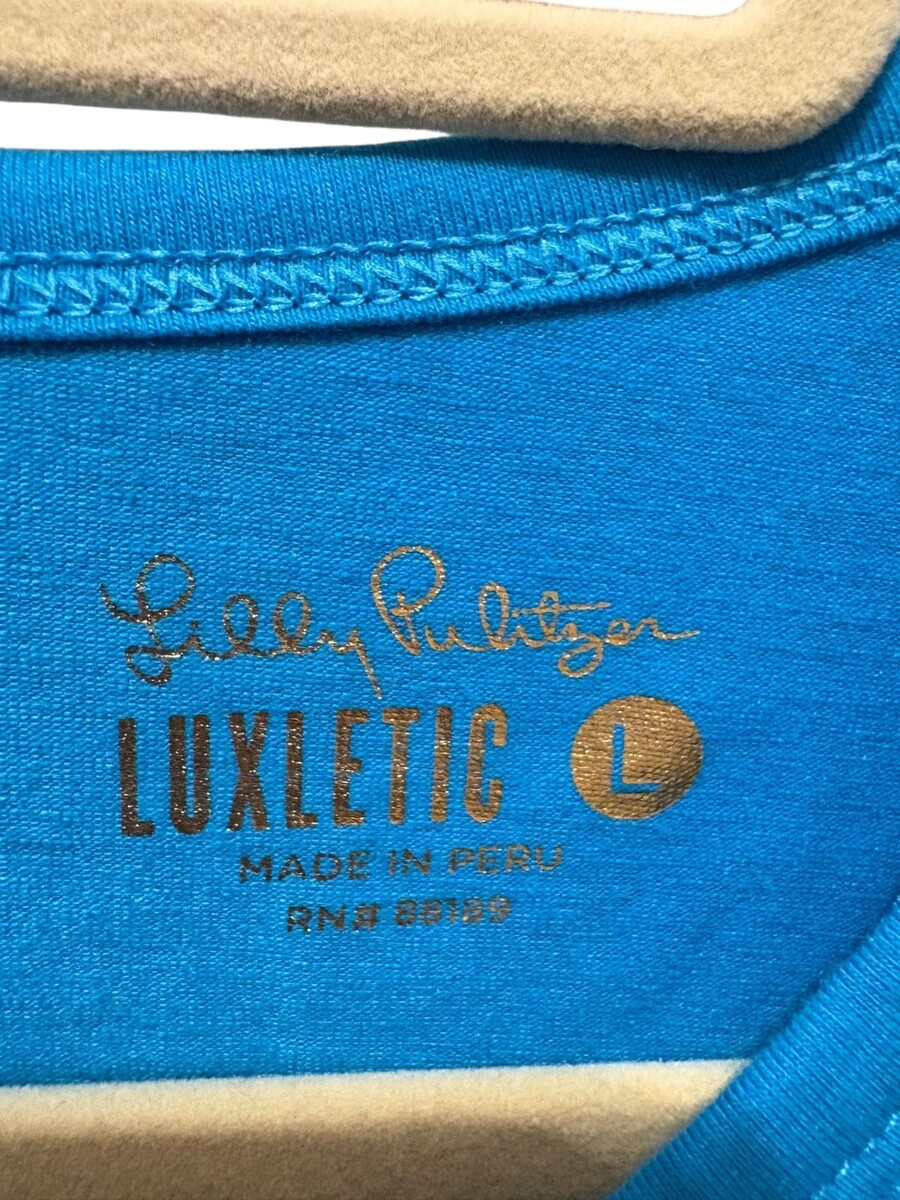 Lilly Pulitzer
LUXLETIC L
MADE IN PERU
RN# 88189